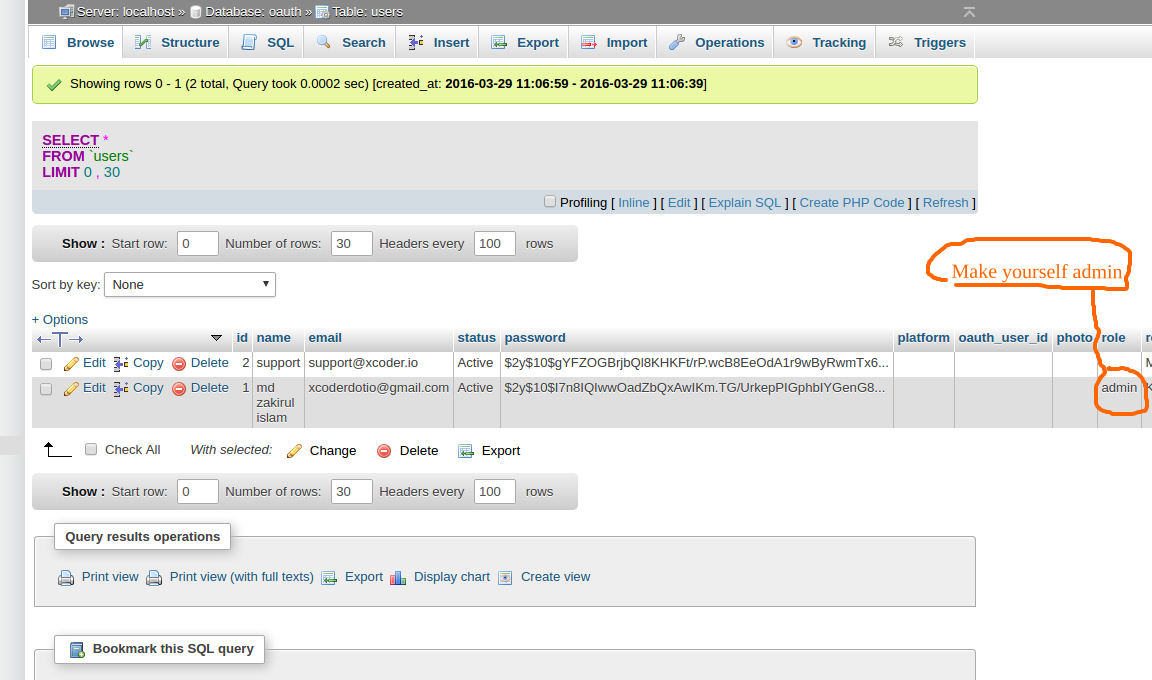 Server: localhost » Database: oauth » Table: users
Browse Structure SQL Search Insert Export Import Operations Tracking Triggers
Showing rows 0 - 1 (2 total, Query took 0.0002 sec) [created_at: 2016-03-29 11:06:59 - 2016-03-29 11:06:39]
SELECT *
FROM `users`
LIMIT 0 , 30
Profiling [ Inline ] [ Edit ] [ Explain SQL ] [ Create PHP Code ] [ Refresh ]
Show : Start row: 0 Number of rows: 30 Headers every 100 rows
Make yourself admin
Sort by key: None
+ Options
id name email status password platform oauth_user_id photo role
Edit Copy Delete 2 support support@xcoder.io Active $2y$10$gYFZOGBrjbQI8KHKFt/rP.wcB8EeOdA1r9wByRwmTx6...
Edit Copy Delete 1 md xcoderdotio@gmail.com Active $2y$10$I7n8IQIwwOadZbQxAwIKm.TG/UrkepPIGphbIYGenG8... admin
zakirul
islam
Check All With selected: Change Delete Export
Show : Start row: 0 Number of rows: 30 Headers every 100 rows
Query results operations
Print view Print view (with full texts) Export Display chart Create view
Bookmark this SQL query